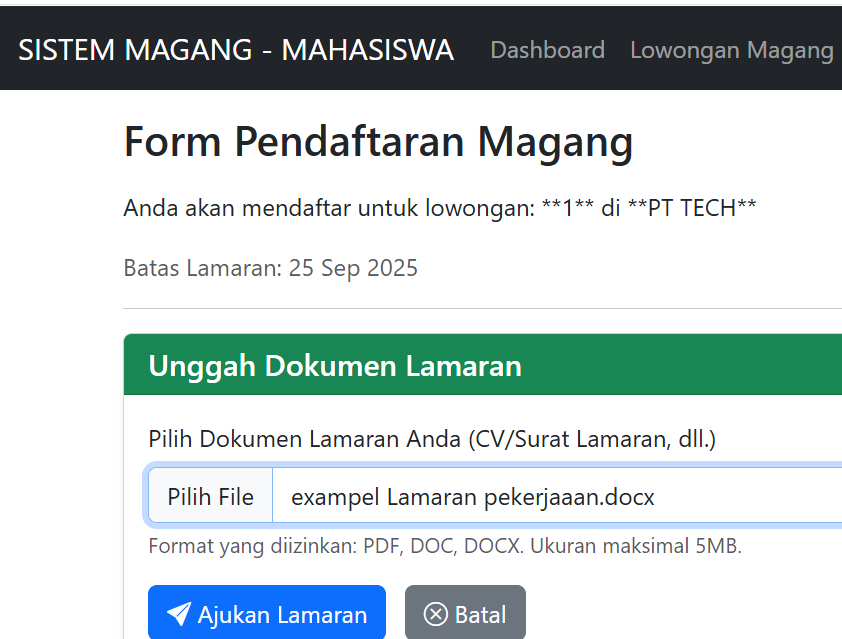 SISTEM MAGANG - MAHASISWA Dashboard Lowongan Magang
Form Pendaftaran Magang
Anda akan mendaftar untuk lowongan: **1** di **PT TECH**
Batas Lamaran: 25 Sep 2025
Unggah Dokumen Lamaran
Pilih Dokumen Lamaran Anda (CV/Surat Lamaran, dll.)
Pilih File exampel Lamaran pekerjaaan.docx
Format yang diizinkan: PDF, DOC, DOCX. Ukuran maksimal 5MB.
Ajukan Lamaran Batal